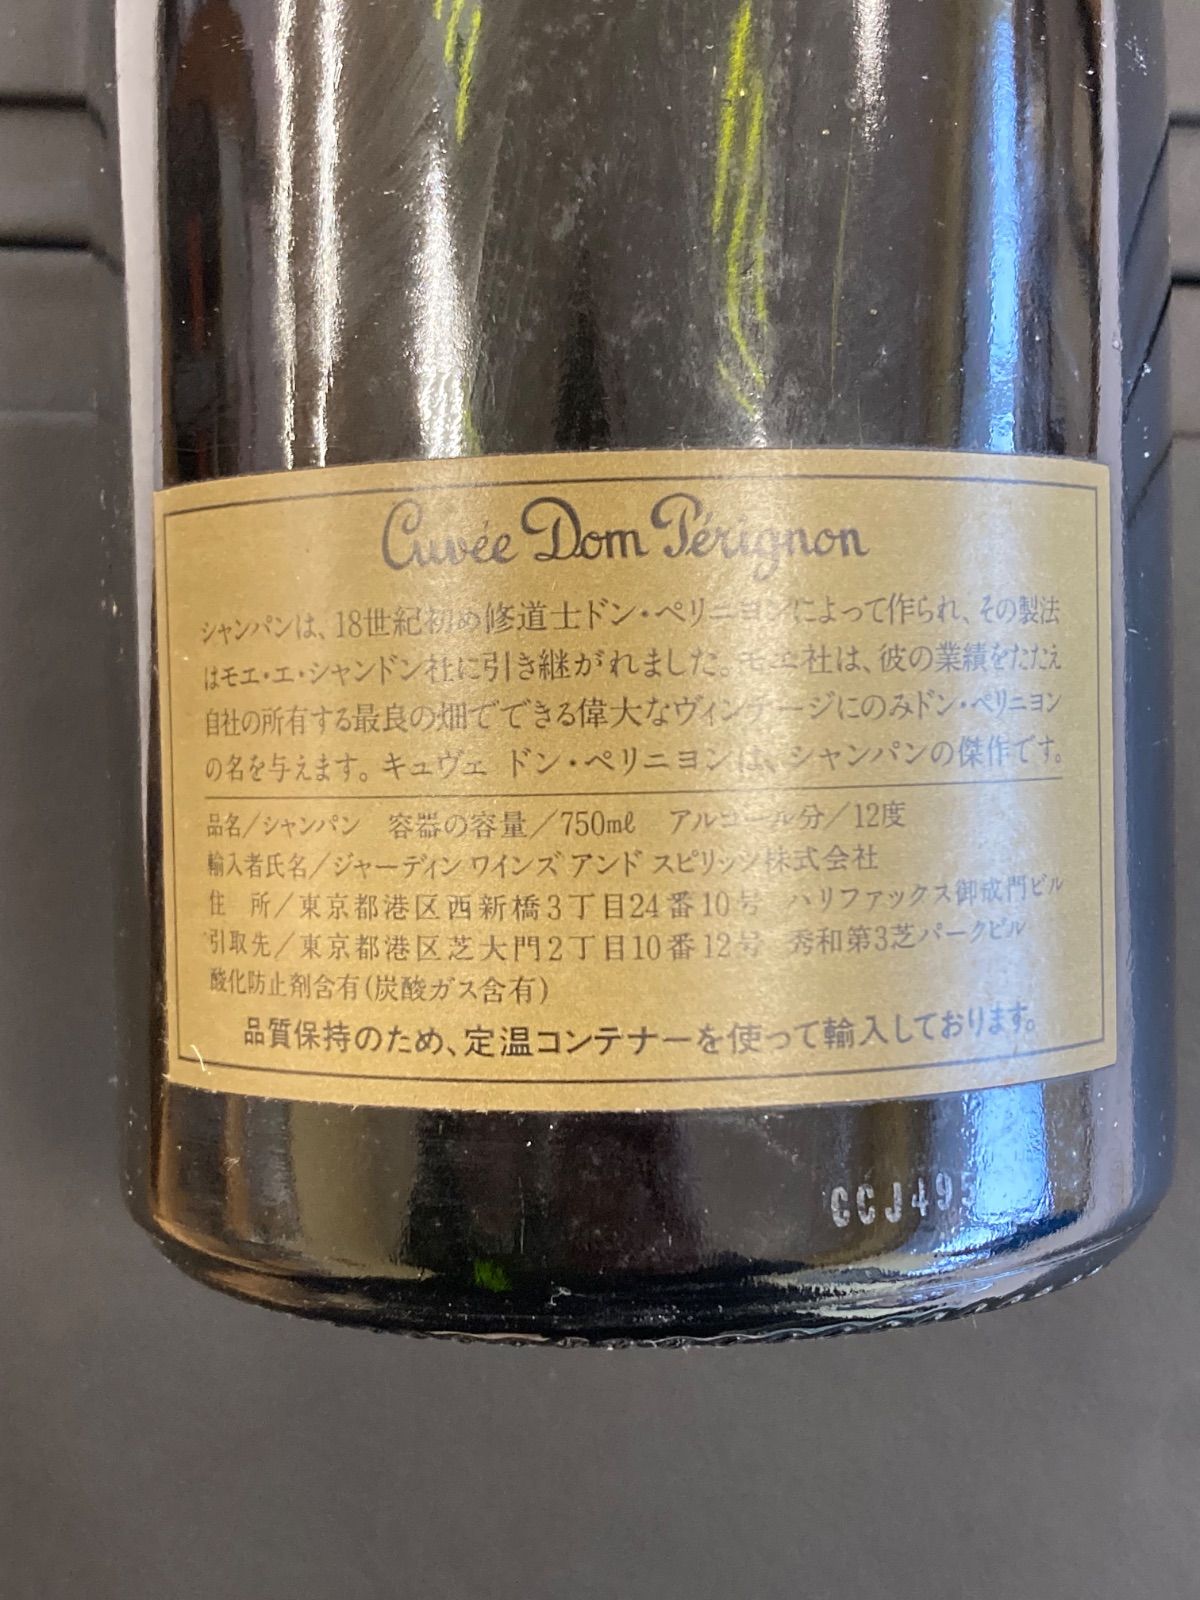 Cuvée Dom Pérignon
シャンパンは、18世紀初め修道士ドン・ペリニヨンによって作られ、その製法
はモエ・エ・シャンドン社に引き継がれました。モエ社は、彼の業績をたたえ
自社の所有する最良の畑でできる偉大なヴィンテージにのみドン・ペリニヨン
の名を与えます。キュヴェ ドン・ペリニヨンは、シャンパンの傑作です。
品名/シャンパン 容器の容量/750ml アルコール分/12度
輸入者氏名/ジャーディン ワインズ アンド スピリッツ株式会社
住 所/東京都港区西新橋3丁目24番10号 ハリファックス御成門ビル
引取先/東京都港区芝大門2丁目10番12号 秀和第3芝パークビル
酸化防止剤含有(炭酸ガス含有)
品質保持のため、定温コンテナーを使って輸入しております。
CCJ495